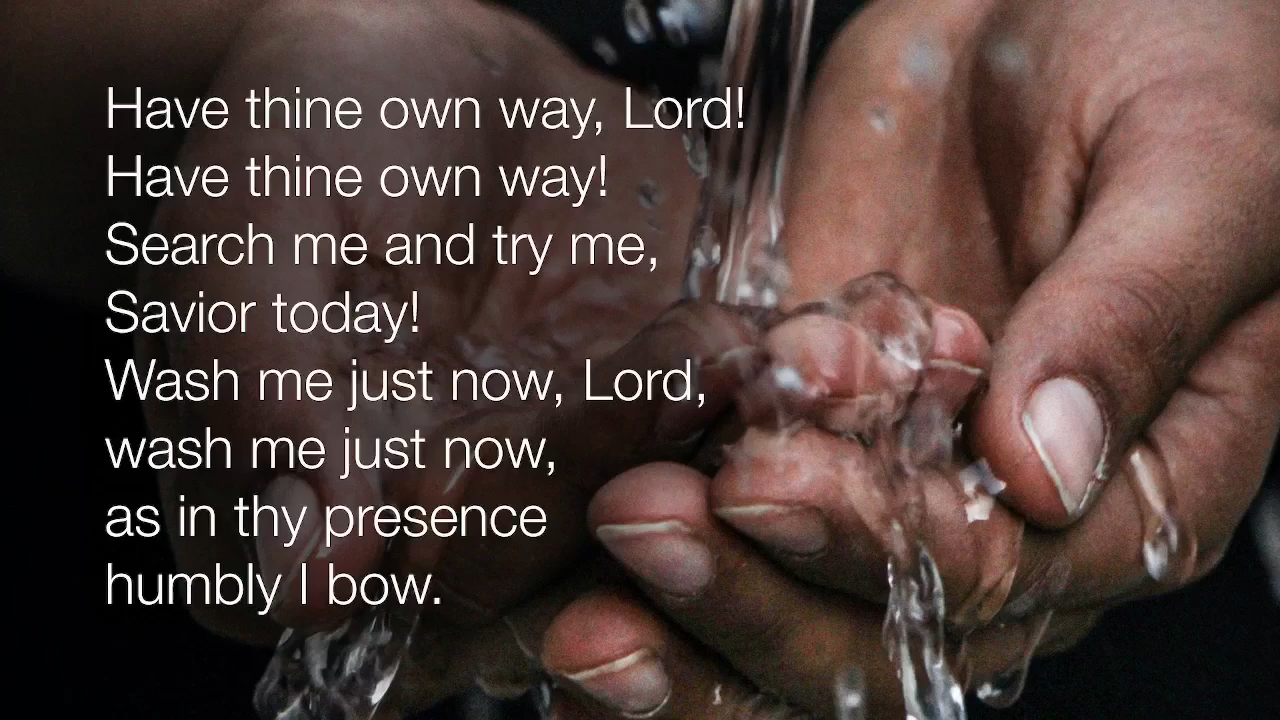 Have thine own way, Lord!
Have thine own way!
Search me and try me,
Savior today!
Wash me just now, Lord,
wash me just now,
as in thy presence
humbly I bow.